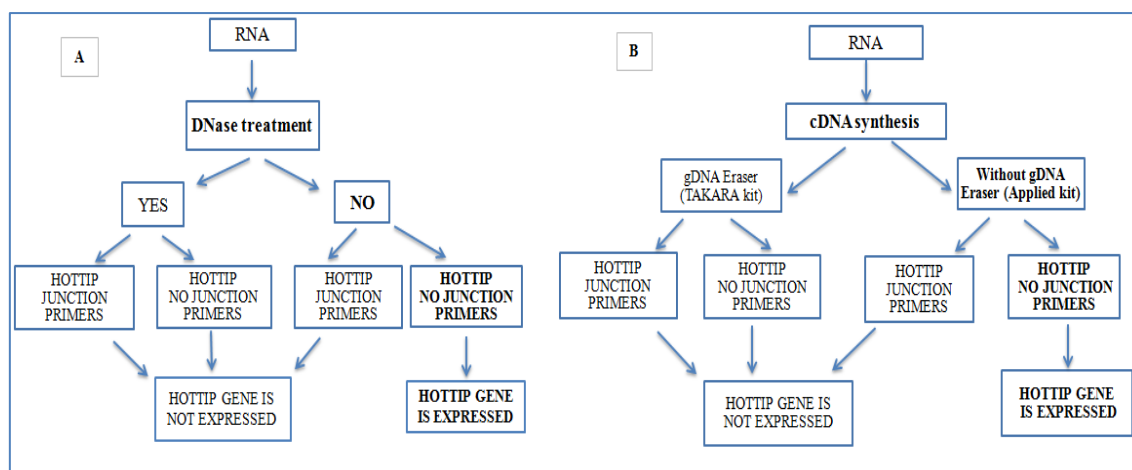 A
RNA
DNase treatment
YES
NO
HOTTIP
JUNCTION
PRIMERS
HOTTIP
NO JUNCTION
PRIMERS
HOTTIP
JUNCTION
PRIMERS
HOTTIP
NO JUNCTION
PRIMERS
HOTTIP GENE IS
NOT EXPRESSED
HOTTIP GENE
IS EXPRESSED
B
RNA
cDNA synthesis
gDNA Eraser
(TAKARA kit)
Without gDNA
Eraser (Applied kit)
HOTTIP
JUNCTION
PRIMERS
HOTTIP
NO JUNCTION
PRIMERS
HOTTIP
JUNCTION
PRIMERS
HOTTIP
NO JUNCTION
PRIMERS
HOTTIP GENE IS
NOT EXPRESSED
HOTTIP GENE
IS EXPRESSED